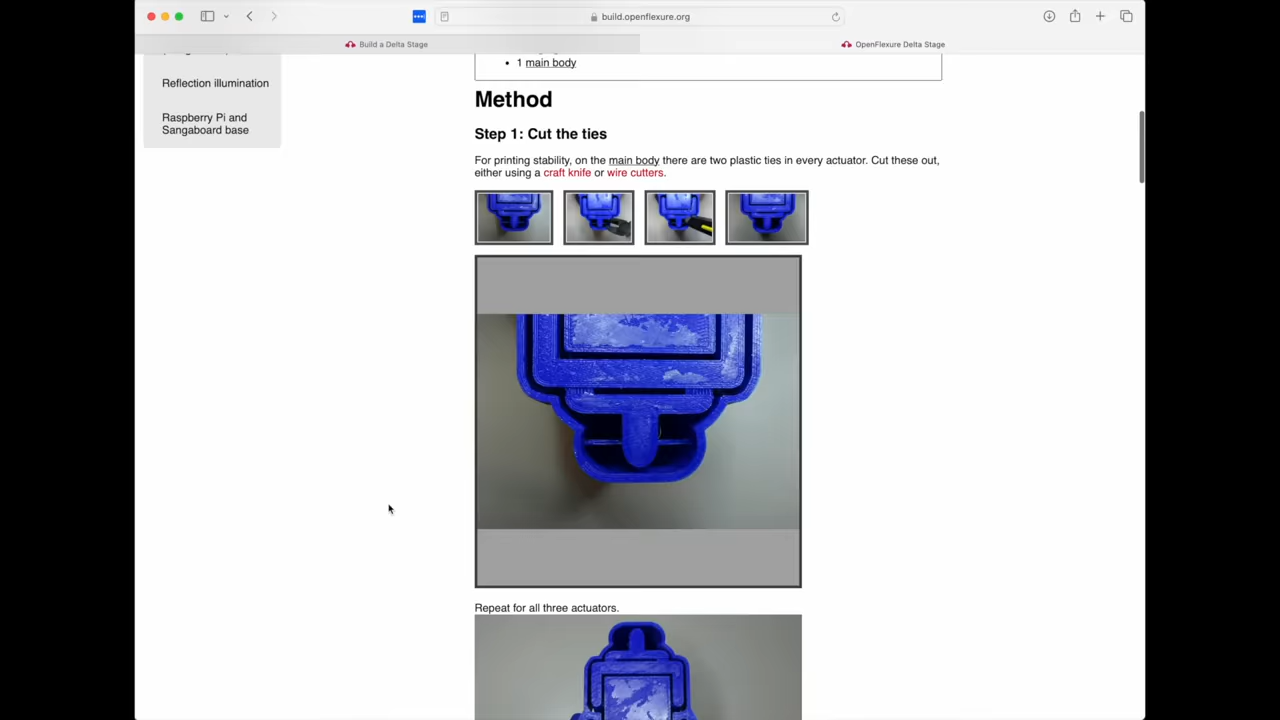 build.openflexure.org
Build a Delta Stage
OpenFlexure Delta Stage
Reflection illumination
Raspberry Pi and
Sangaboard base
1 main body
Method
Step 1: Cut the ties
For printing stability, on the main body there are two plastic ties in every actuator. Cut these out,
either using a craft knife or wire cutters.
Repeat for all three actuators.